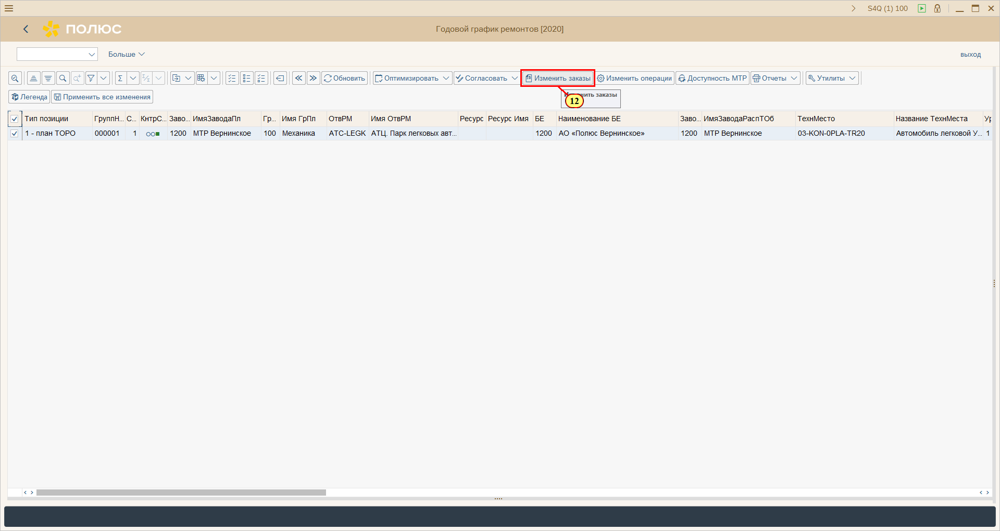 S4Q (1) 100
ПОЛЮС
Годовой график ремонтов [2020]
Больше
выход
Обновить
Оптимизировать
Согласовать
Изменить заказы
Изменить операции
Доступность МТР
Отчеты
Утилиты
Легенда
Применить все изменения
нить заказы
12
Тип позиции ГруппН... С... КнтрС... Заво... ИмяЗаводаПл Гр... Имя ГрПл ОтвРМ Имя ОтвРМ Ресурс Ресурс Имя БЕ Наименование БЕ Заво... ИмяЗаводаРаспТОб ТехнМесто Название ТехнМеста Ур
1 - план ТОРО 000001 1 1200 МТР Вернинское 100 Механика ATC-LEGK АТЦ. Парк легковых авт... 1200 АО «Полюс Вернинское» 1200 МТР Вернинское 03-KON-0PLA-TR20 Автомобиль легковой У... 1